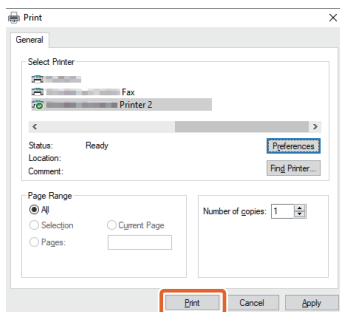 Print
General
Select Printer
Fax
Printer 2
Status: Ready
Preferences
Location:
Comment:
Find Printer...
Page Range
All
Selection Current Page
Pages:
Number of copies: 1
Print Cancel Apply